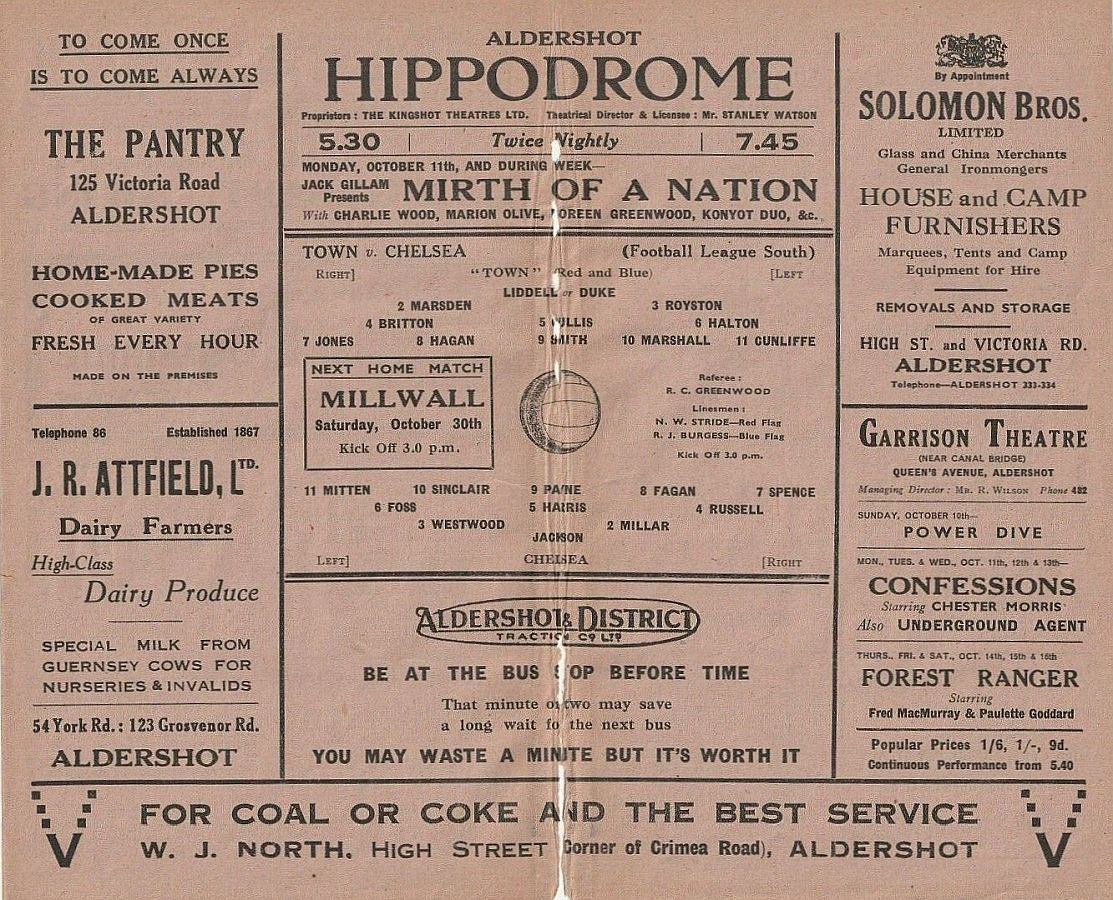 TO COME ONCE
IS TO COME ALWAYS
THE PANTRY
125 Victoria Road
ALDERSHOT
HOME-MADE PIES
COOKED MEATS
OF GREAT VARIETY
FRESH EVERY HOUR
MADE ON THE PREMISES
Telephone 86 Established 1867
J. R. ATTFIELD, LTD.
Dairy Farmers
High-Class
Dairy Produce
SPECIAL MILK FROM
GUERNSEY COWS FOR
NURSERIES & INVALIDS
54 York Rd.: 123 Grosvenor Rd.
ALDERSHOT
ALDERSHOT
HIPPODROME
Proprietors: THE KINGSHOT THEATRES LTD. Theatrical Director & Licensee: Mr. STANLEY WATSON
5.30 | Twice Nightly | 7.45
MONDAY, OCTOBER 11th, AND DURING WEEK—
JACK GILLAM
Presents
MIRTH OF A NATION
With CHARLIE WOOD, MARION OLIVE, GREENWOOD, KONYOT DUO, &c.
TOWN v. CHELSEA (Football League South)
RIGHT] "TOWN" (Red and Blue) [LEFT
LIDDELL or DUKE
2 MARSDEN 3 ROYSTON
4 BRITTON 5 6 HALTON
7 JONES 8 HAGAN 9 SMITH 10 MARSHALL 11 CUNLIFFE
NEXT HOME MATCH
MILLWALL
Saturday, October 30th
Kick Off 3.0 p.m.
Referee:
R. C. GREENWOOD
Linesmen:
N. W. STRIDE—Red Flag
R. J. BURGESS—Blue Flag
Kick Off 3.0 p.m.
11 MITTEN 10 SINCLAIR 9 PAYNE 8 FAGAN 7 SPENCE
6 FOSS 5 HARRIS 4 RUSSELL
3 WESTWOOD 2 MILLAR
JACKSON
LEFT] CHELSEA [RIGHT
ALDERSHOT & DISTRICT
TRACTION CO LTD
BE AT THE BUS STOP BEFORE TIME
That minute or two may save
a long wait for the next bus
YOU MAY WASTE A MINUTE BUT IT'S WORTH IT
By Appointment
SOLOMON BROS.
LIMITED
Glass and China Merchants
General Ironmongers
HOUSE and CAMP
FURNISHERS
Marquees, Tents and Camp
Equipment for Hire
REMOVALS AND STORAGE
HIGH ST. and VICTORIA RD.
ALDERSHOT
Telephone—ALDERSHOT 333-334
GARRISON THEATRE
(NEAR CANAL BRIDGE)
QUEEN'S AVENUE, ALDERSHOT
Managing Director: MR. R. WILSON Phone 482
SUNDAY, OCTOBER 10th—
POWER DIVE
MON., TUES. & WED., OCT. 11th, 12th & 13th—
CONFESSIONS
Starring CHESTER MORRIS
Also UNDERGROUND AGENT
THURS., FRI. & SAT., OCT. 14th, 15th & 16th
FOREST RANGER
Starring
Fred MacMurray & Paulette Goddard
Popular Prices 1/6, 1/-, 9d.
Continuous Performance from 5.40
V FOR COAL OR COKE AND THE BEST SERVICE V
W. J. NORTH, HIGH STREET (Corner of Crimea Road), ALDERSHOT